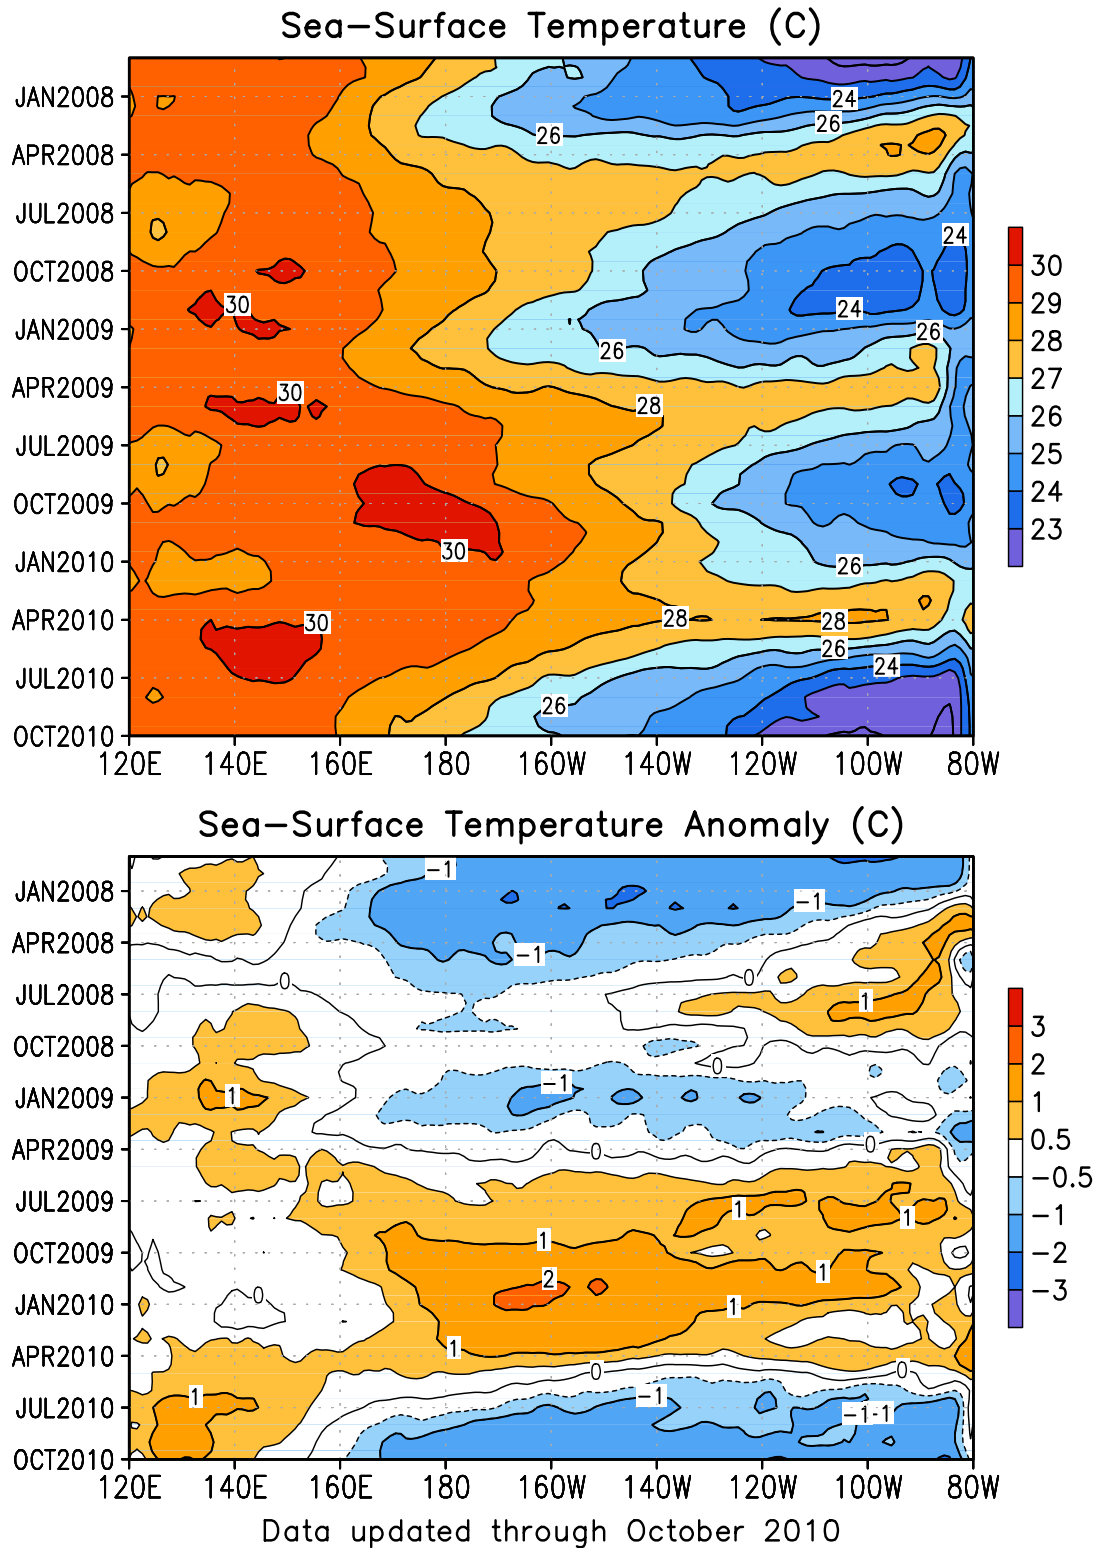 Sea-Surface Temperature (C)
JAN2008
APR2008
JUL2008
OCT2008
JAN2009
APR2009
JUL2009
OCT2009
JAN2010
APR2010
JUL2010
OCT2010
24
26
26
24
30
24
26
26
30
28
30
26
30
28
28
26
24
26
120E 140E 160E 180 160W 140W 120W 100W 80W
30
29
28
27
26
25
24
23
Sea-Surface Temperature Anomaly (C)
JAN2008
APR2008
JUL2008
OCT2008
JAN2009
APR2009
JUL2009
OCT2009
JAN2010
APR2010
JUL2010
OCT2010
-1
-1
-1
0
0
1
0
-1
1
0
0
1
1
1
1
2
0
1
1
0
0
1
-1
-1
-1
120E 140E 160E 180 160W 140W 120W 100W 80W
3
2
1
0.5
-0.5
-1
-2
-3
Data updated through October 2010